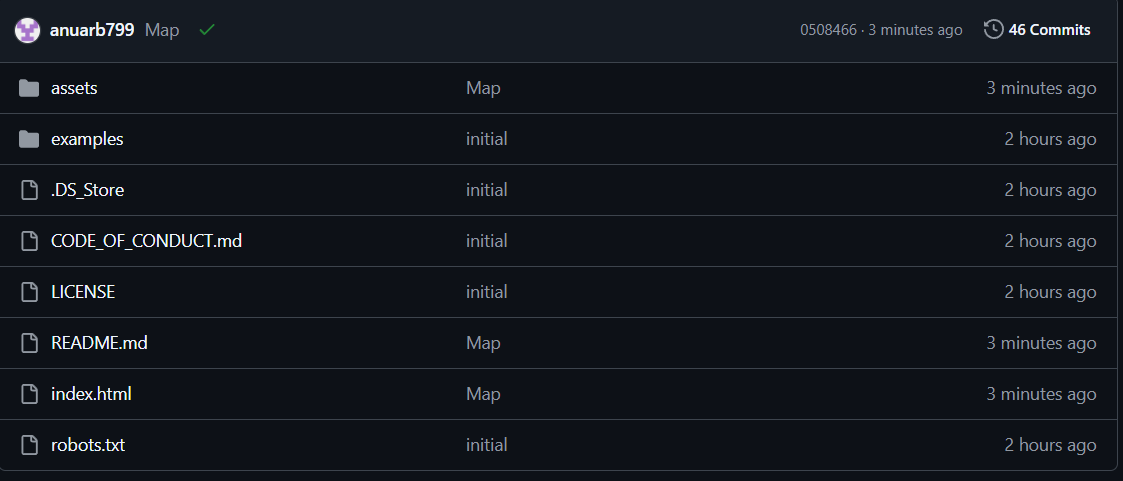 anuarb799 Map 0508466 · 3 minutes ago 46 Commits
assets Map 3 minutes ago
examples initial 2 hours ago
.DS_Store initial 2 hours ago
CODE_OF_CONDUCT.md initial 2 hours ago
LICENSE initial 2 hours ago
README.md Map 3 minutes ago
index.html Map 3 minutes ago
robots.txt initial 2 hours ago